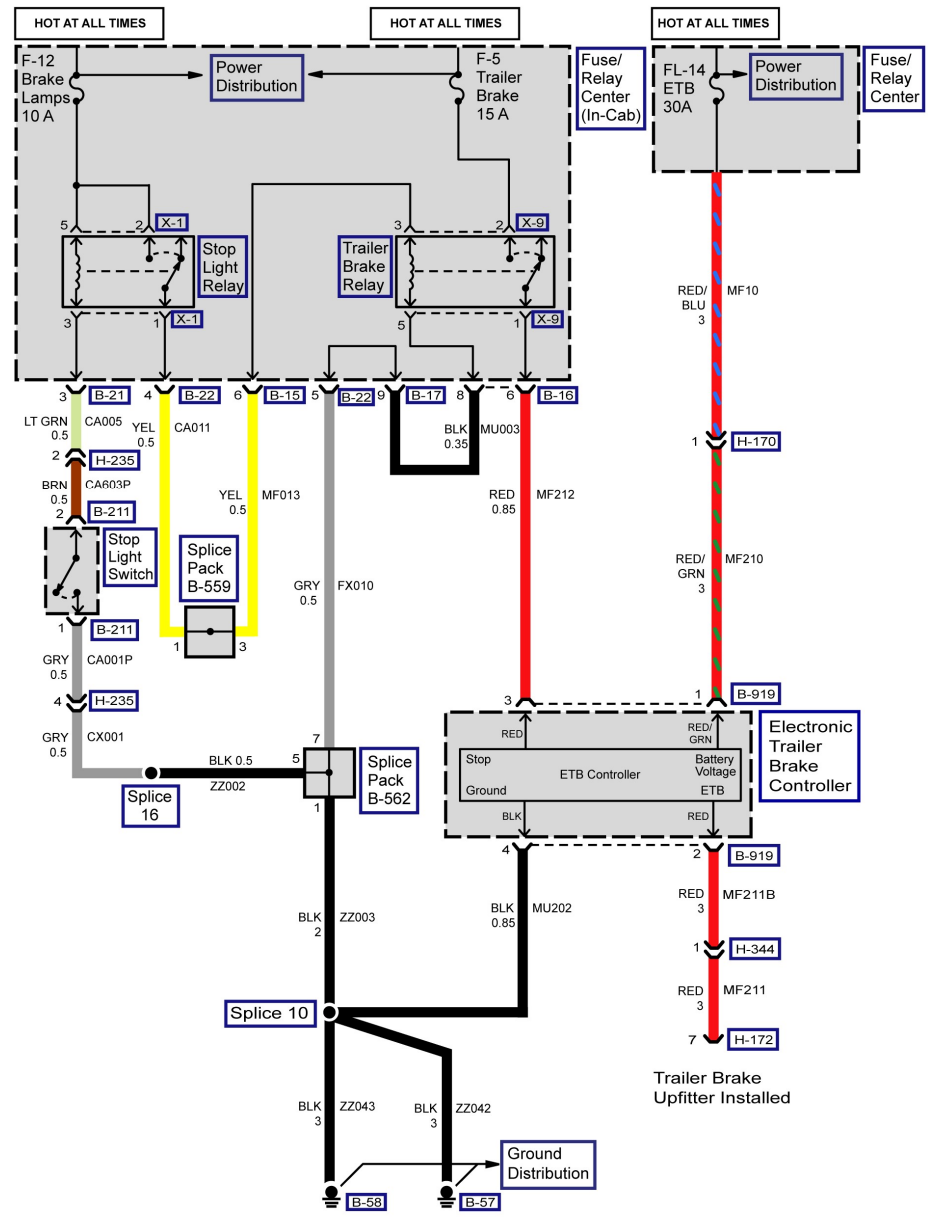 HOT AT ALL TIMES
HOT AT ALL TIMES
HOT AT ALL TIMES
F-12
Brake
Lamps
10 A
Power
Distribution
F-5
Trailer
Brake
15 A
Fuse/
Relay
Center
(In-Cab)
FL-14
ETB
30A
Power
Distribution
Fuse/
Relay
Center
5
2
X-1
3
2
X-9
Stop
Light
Relay
Trailer
Brake
Relay
3
1
X-1
5
1
X-9
RED/
BLU
3
MF10
3
B-21
4
B-22
6
B-15
5
B-22
9
B-17
8
6
B-16
LT GRN
0.5
CA005
YEL
0.5
CA011
BLK
0.35
MU003
1
H-170
2
H-235
BRN
0.5
CA603P
YEL
0.5
MF013
RED
0.85
MF212
2
B-211
Stop
Light
Switch
Splice
Pack
B-559
GRY
0.5
FX010
RED/
GRN
3
MF210
1
B-211
1
3
GRY
0.5
CA001P
4
H-235
3
1
B-919
GRY
0.5
CX001
7
5
1
BLK 0.5
ZZ002
Splice
16
Splice
Pack
B-562
RED
RED/
GRN
Stop
Battery
Voltage
ETB Controller
Ground
ETB
BLK
RED
Electronic
Trailer
Brake
Controller
4
2
B-919
BLK
2
ZZ003
BLK
0.85
MU202
RED
3
MF211B
1
H-344
RED
3
MF211
Splice 10
7
H-172
Trailer Brake
Upfitter Installed
BLK
3
ZZ043
BLK
3
ZZ042
Ground
Distribution
B-58
B-57